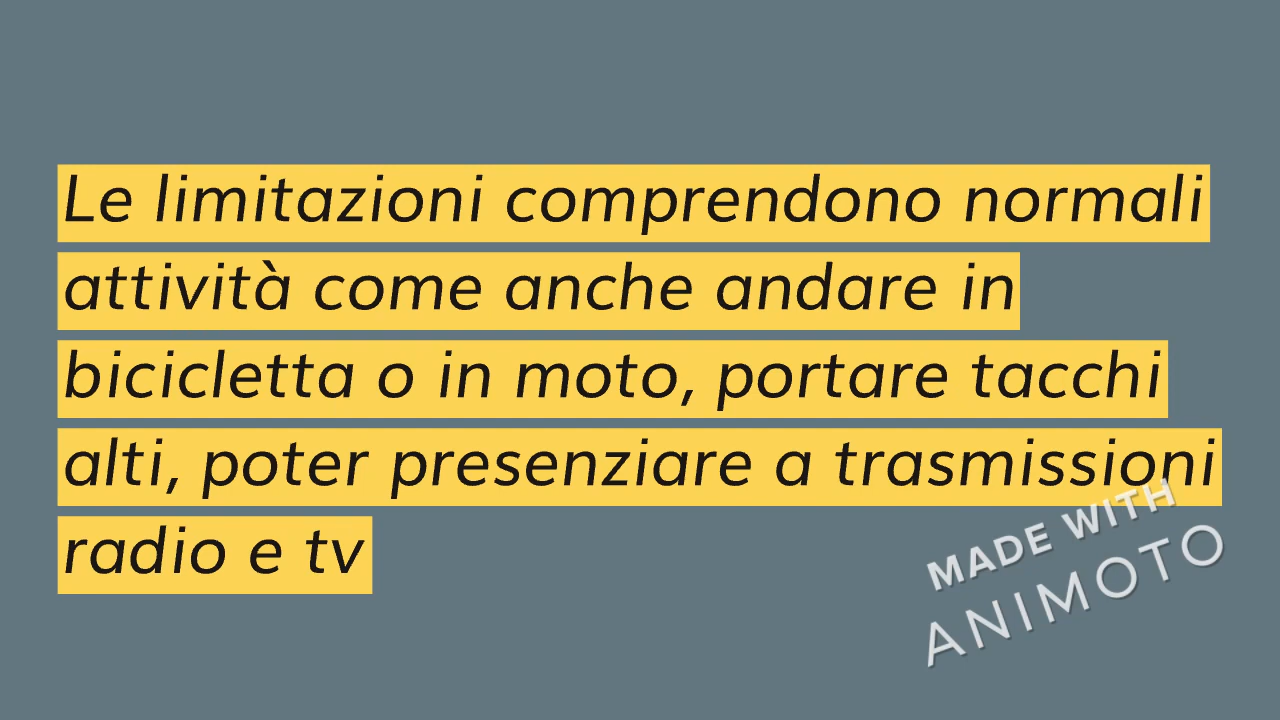 Le limitazioni comprendono normali
attività come anche andare in
bicicletta o in moto, portare tacchi
alti, poter presenziare a trasmissioni
radio e tv
MADE WITH
ANIMOTO